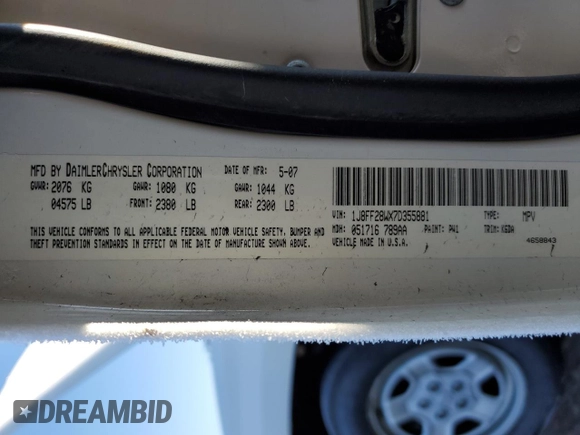 MFD BY DAIMLERCHRYSLER CORPORATION DATE OF MFR: 5-07
GVWR: 2076 KG GAWR: 1080 KG GAWR: 1044 KG
04575 LB FRONT: 2380 LB REAR: 2300 LB
THIS VEHICLE CONFORMS TO ALL APPLICABLE FEDERAL MOTOR VEHICLE SAFETY, BUMPER AND
THEFT PREVENTION STANDARDS IN EFFECT ON THE DATE OF MANUFACTURE SHOWN ABOVE.
VIN: 1J8FF28WX7D355881 TYPE: MPV
MDH: 051716 789AA PAINT: PW1 TRIM: KGDA
VEHICLE MADE IN U.S.A. 4658843
DREAMBID